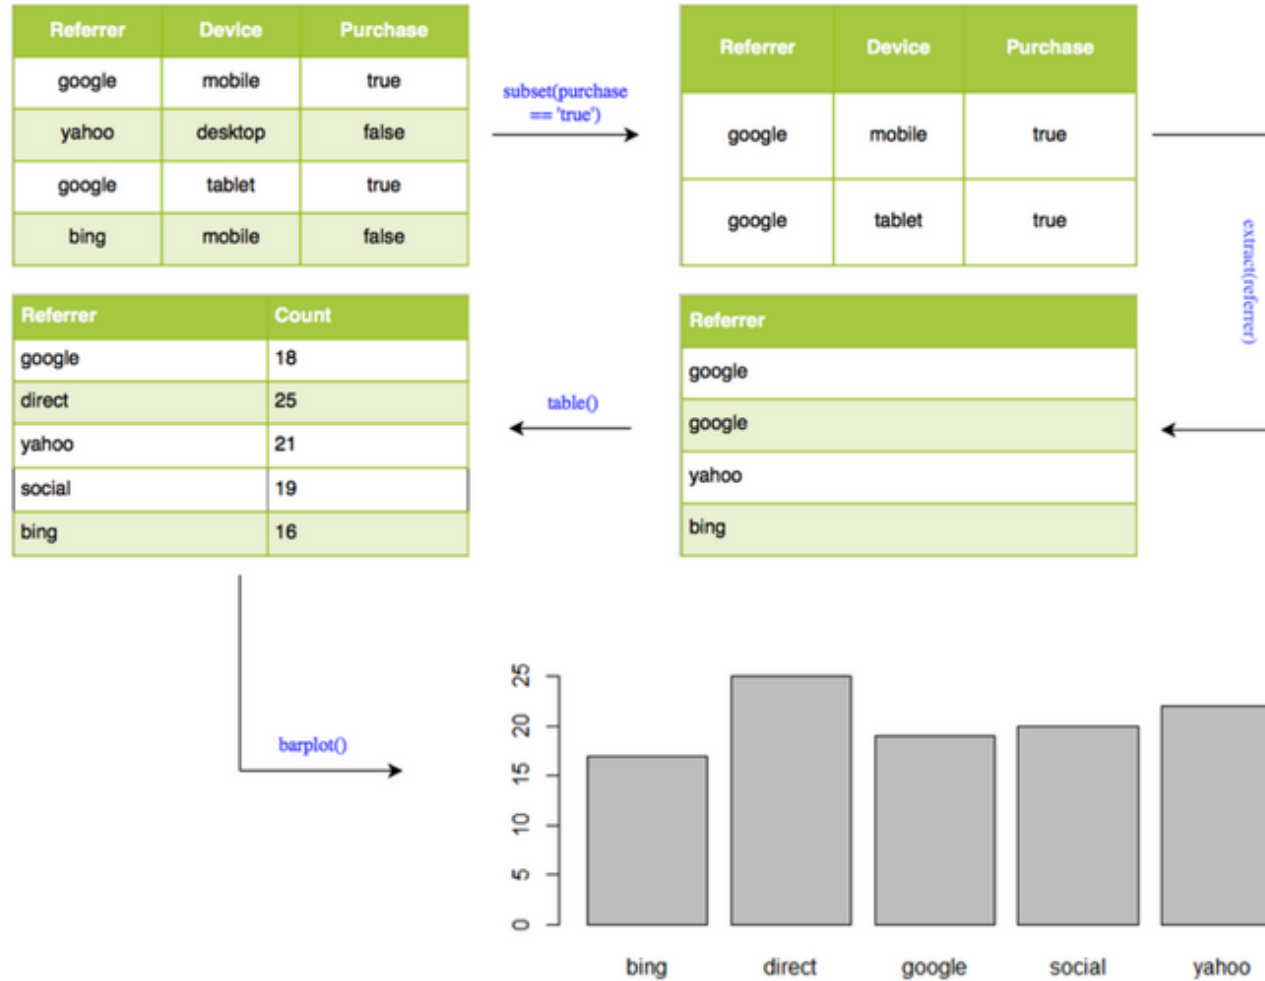 Referrer Device Purchase
google mobile true
yahoo desktop false
google tablet true
bing mobile false
subset(purchase
== 'true')
Referrer Device Purchase
google mobile true
google tablet true
extract(referrer)
Referrer
google
google
yahoo
bing
table()
Referrer Count
google 18
direct 25
yahoo 21
social 19
bing 16
barplot()
25
20
15
10
5
0
bing direct google social yahoo